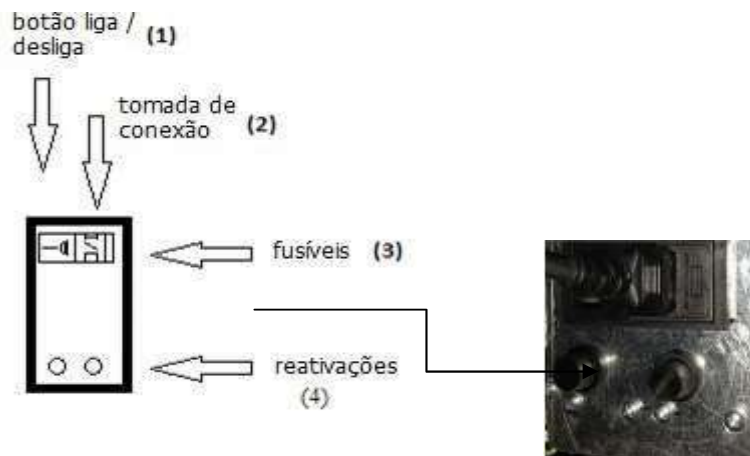 botão liga /
desliga (1)
tomada de
conexão (2)
fusíveis (3)
reativações
(4)